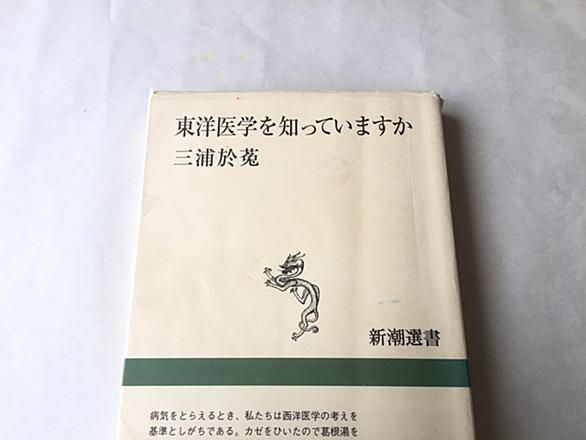 東洋医学を知っていますか
三浦於菟
新潮選書
病気をとらえるとき、私たちは西洋医学の考えを
基準としがちである。カゼをひいたので葛根湯を